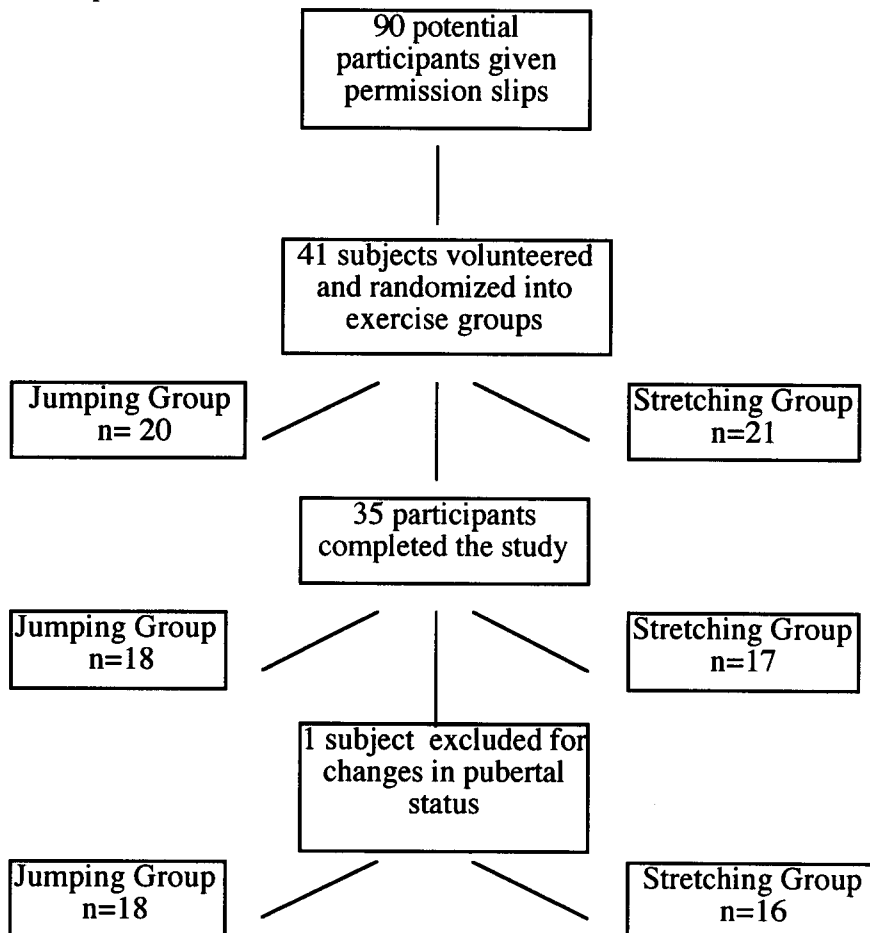 90 potential
participants given
permission slips
41 subjects volunteered
and randomized into
exercise groups
Jumping Group
n= 20
Stretching Group
n=21
35 participants
completed the study
Jumping Group
n=18
Stretching Group
n=17
1 subject excluded for
changes in pubertal
status
Jumping Group
n=18
Stretching Group
n=16